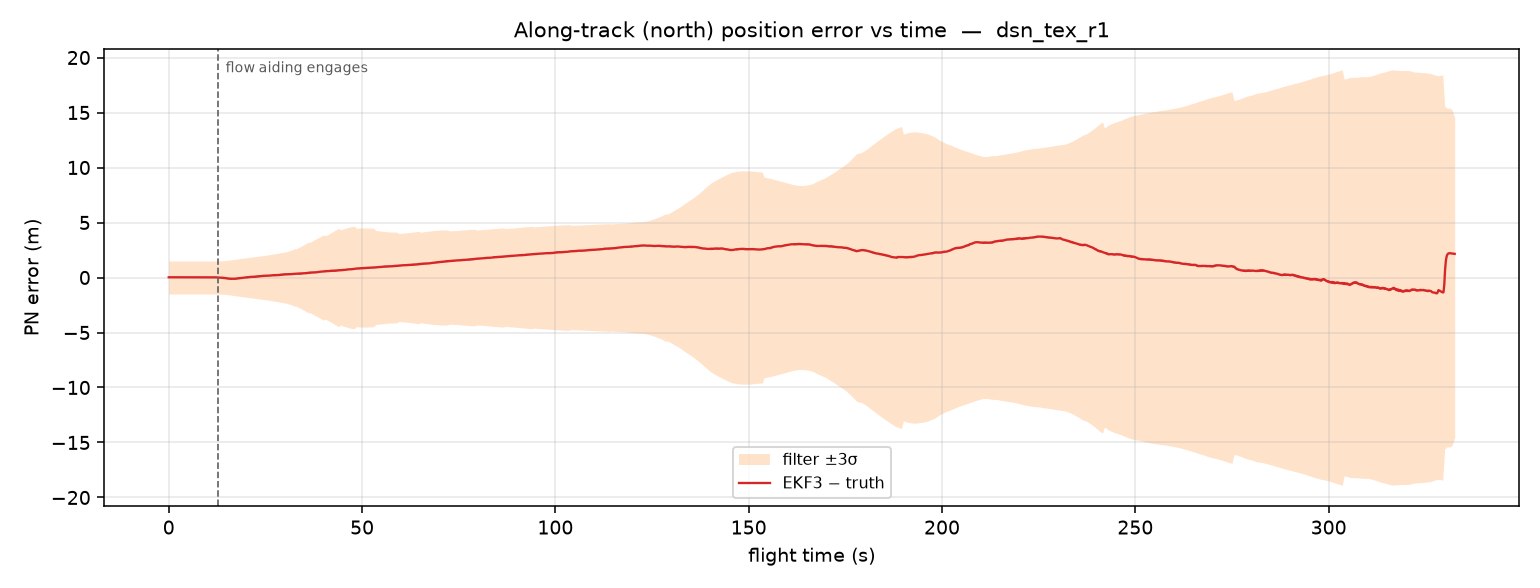 Along-track (north) position error vs time — dsn_tex_r1
flow aiding engages
PN error (m)
20
15
10
5
0
−5
−10
−15
−20
filter ±3σ
EKF3 − truth
0 50 100 150 200 250 300
flight time (s)